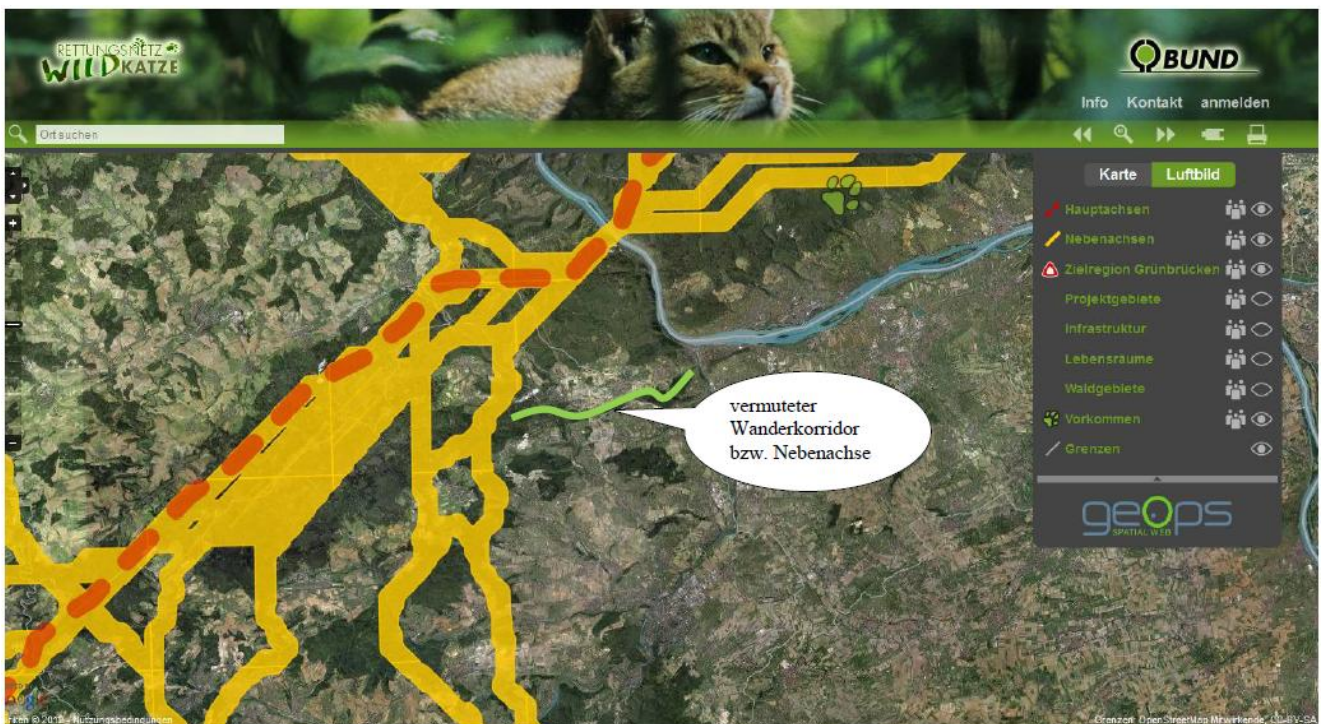 RETTUNGSNETZ
WILDKATZE
BUND
Info Kontakt anmelden
Ort suchen
Karte Luftbild
Hauptachsen
Nebenachsen
Zielregion Grünbrücken
Projektgebiete
Infrastruktur
Lebensräume
Waldgebiete
Vorkommen
Grenzen
geOps
SPATIAL WEB
vermuteter
Wanderkorridor
bzw. Nebenachse
Google
Nutzungsbedingungen
Grenzen: OpenStreetMap Mitwirkende, CC-BY-SA